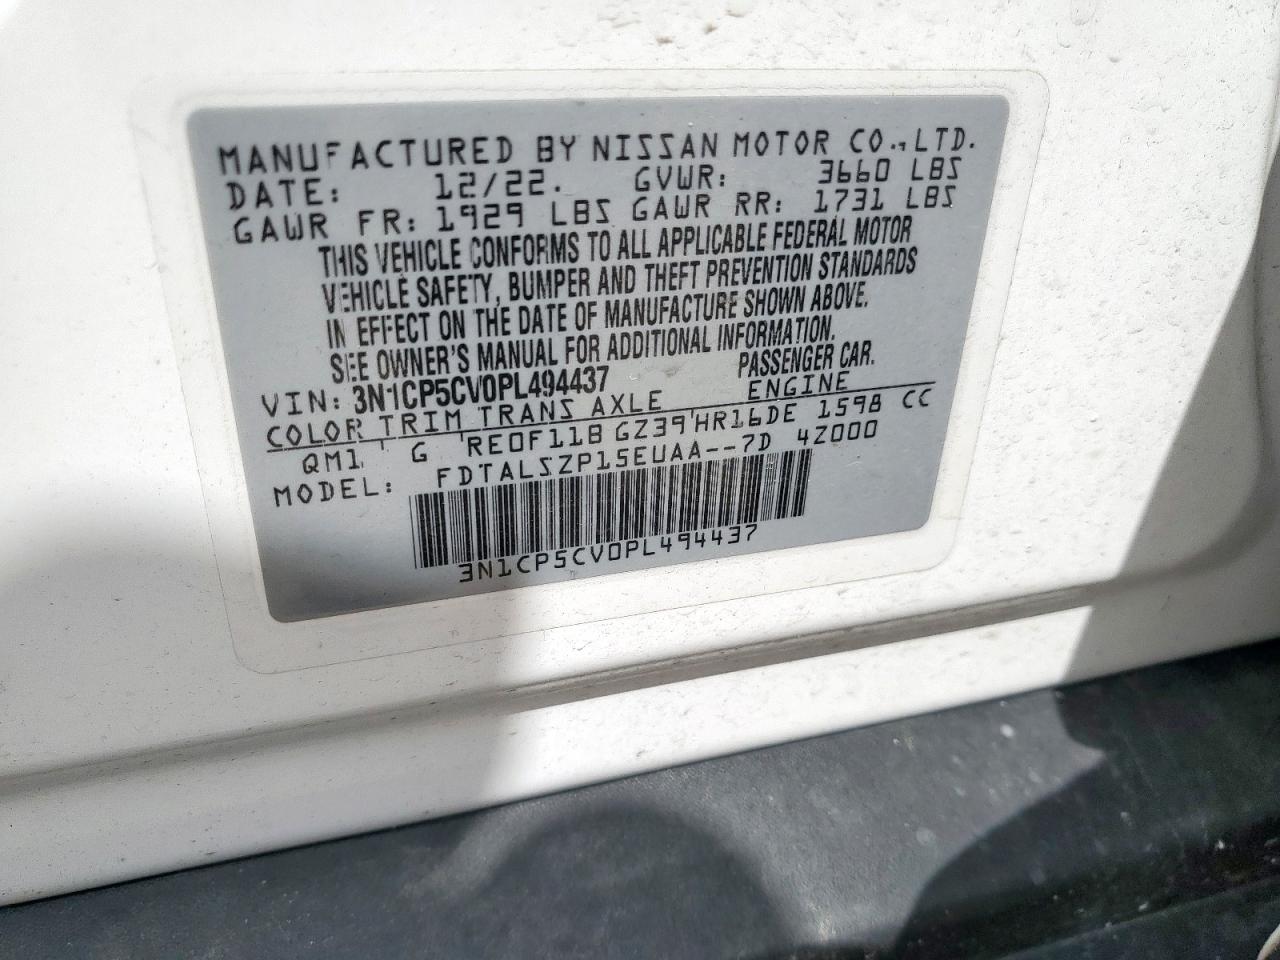 MANUFACTURED BY NISSAN MOTOR CO.,LTD.
DATE: 12/22. GVWR: 3660 LBS
GAWR FR: 1929 LBS GAWR RR: 1731 LBS
THIS VEHICLE CONFORMS TO ALL APPLICABLE FEDERAL MOTOR
VEHICLE SAFETY, BUMPER AND THEFT PREVENTION STANDARDS
IN EFFECT ON THE DATE OF MANUFACTURE SHOWN ABOVE.
SEE OWNER'S MANUAL FOR ADDITIONAL INFORMATION.
VIN: 3N1CP5CV0PL494437 PASSENGER CAR.
COLOR TRIM TRANS AXLE ENGINE
QM1 G RE0F11B GZ39 HR16DE 1598 CC
MODEL: FDTALSZP15EUAA--7D 4Z000
3N1CP5CV0PL494437